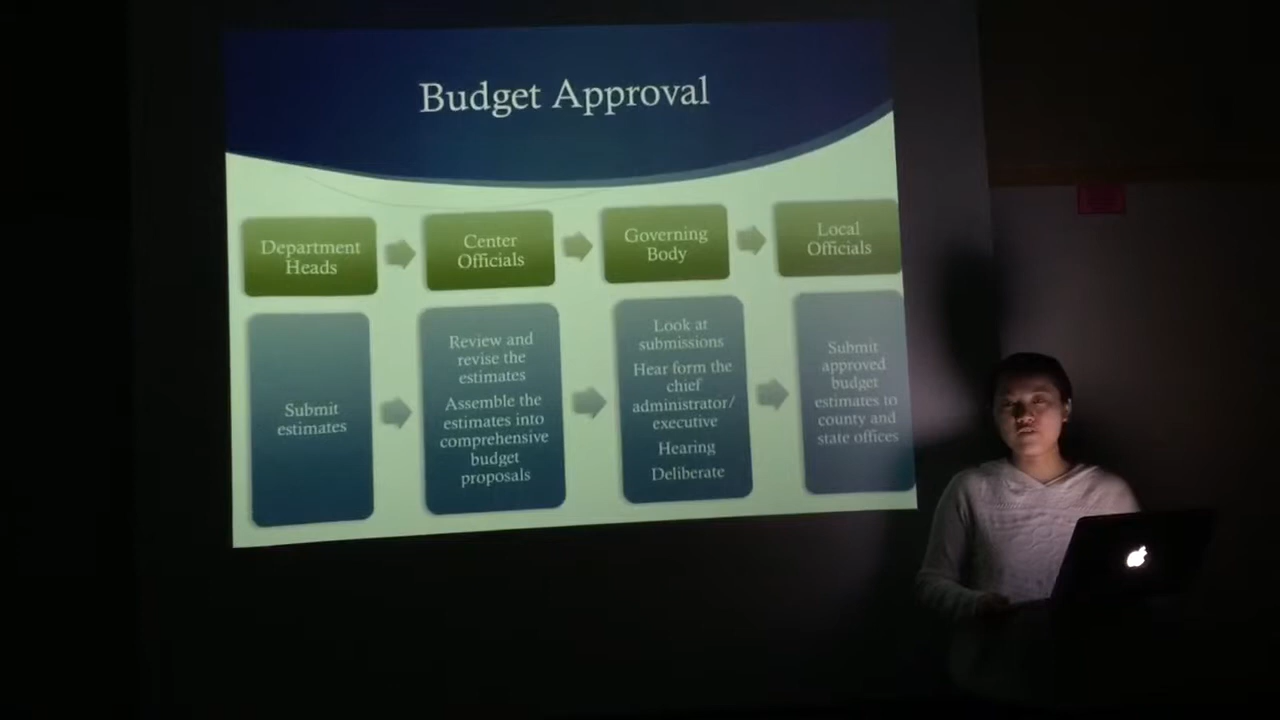 Budget Approval
Department
Heads
Center
Officials
Governing
Body
Local
Officials
Submit
estimates
Review and
revise the
estimates
Assemble the
estimates into
comprehensive
budget
proposals
Look at
submissions
Hear form the
chief
administrator/
executive
Hearing
Deliberate
Submit
approved
budget
estimates to
county and
state offices